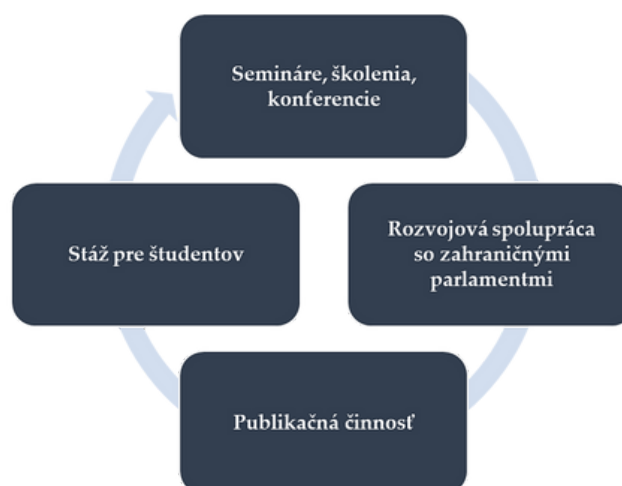 Semináre, školenia,
konferencie
Rozvojová spolupráca
so zahraničnými
parlamentmi
Publikačná činnosť
Stáž pre študentov